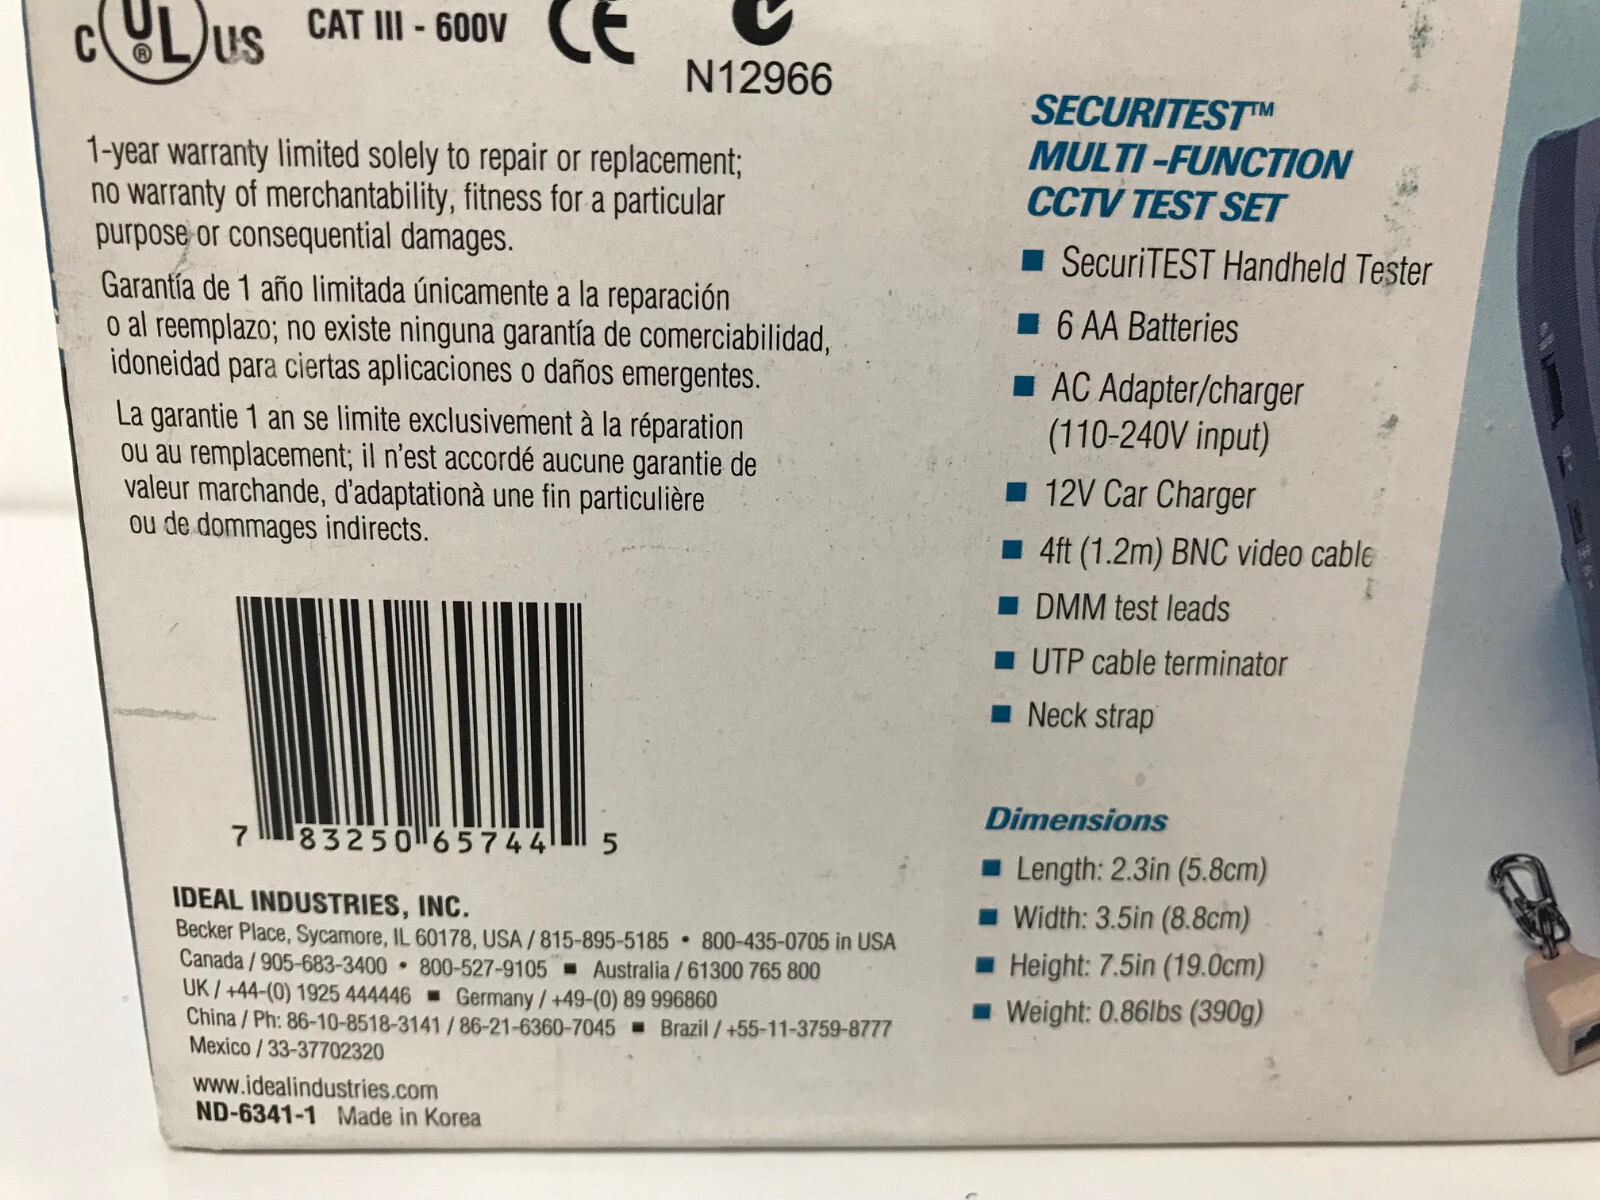 C UL® US
CAT III - 600V
CE
N12966
1-year warranty limited solely to repair or replacement;
no warranty of merchantability, fitness for a particular
purpose or consequential damages.
Garantía de 1 año limitada únicamente a la reparación
o al reemplazo; no existe ninguna garantía de comerciabilidad,
idoneidad para ciertas aplicaciones o daños emergentes.
La garantie 1 an se limite exclusivement à la réparation
ou au remplacement; il n'est accordé aucune garantie de
valeur marchande, d'adaptationà une fin particulière
ou de dommages indirects.
7 83250 65744 5
IDEAL INDUSTRIES, INC.
Becker Place, Sycamore, IL 60178, USA / 815-895-5185 • 800-435-0705 in USA
Canada / 905-683-3400 • 800-527-9105 ■ Australia / 61300 765 800
UK / +44-(0) 1925 444446 ■ Germany / +49-(0) 89 996860
China / Ph: 86-10-8518-3141 / 86-21-6360-7045 ■ Brazil / +55-11-3759-8777
Mexico / 33-37702320
www.idealindustries.com
ND-6341-1 Made in Korea
SECURITEST™
MULTI -FUNCTION
CCTV TEST SET
■ SecuriTEST Handheld Tester
■ 6 AA Batteries
■ AC Adapter/charger
(110-240V input)
■ 12V Car Charger
■ 4ft (1.2m) BNC video cable
■ DMM test leads
■ UTP cable terminator
■ Neck strap
Dimensions
■ Length: 2.3in (5.8cm)
■ Width: 3.5in (8.8cm)
■ Height: 7.5in (19.0cm)
■ Weight: 0.86lbs (390g)